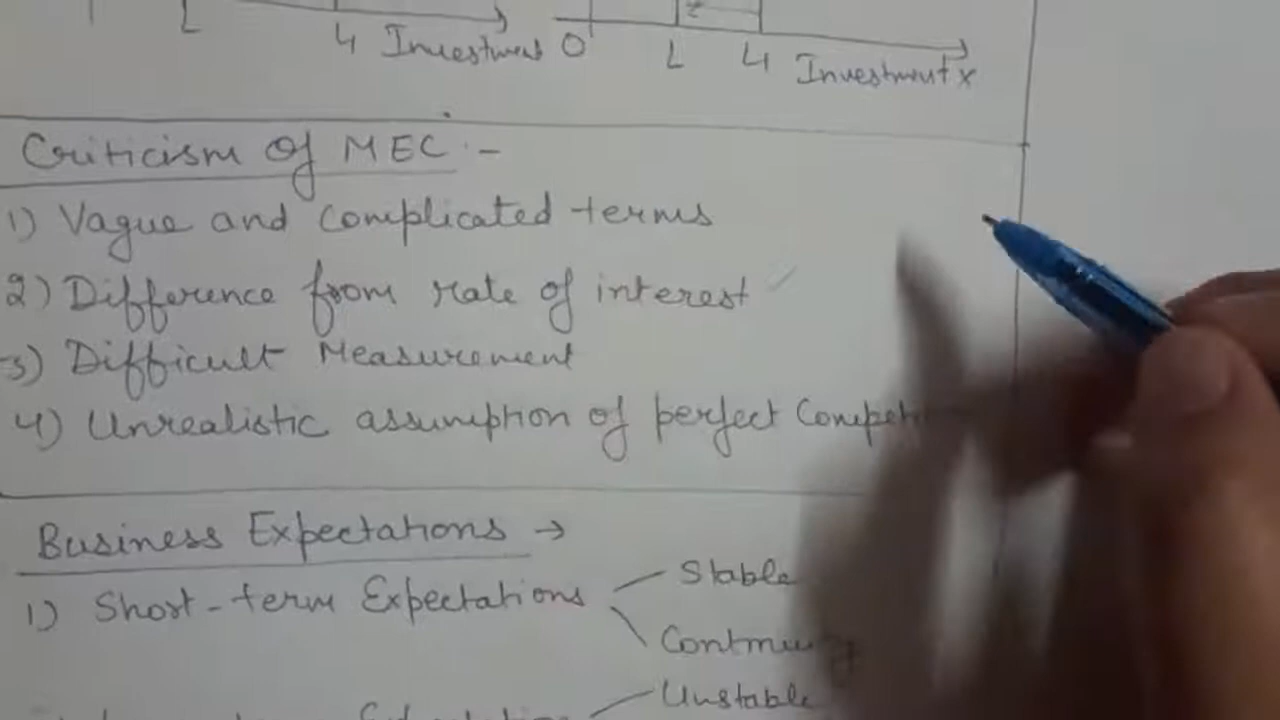 L 4 Investment O L 4 Investment x
Criticism Of MEC :-
1) Vague and Complicated terms
2) Difference from rate of interest
3) Difficult Measurement
4) Unrealistic assumption of perfect
Business Expectations →
1) Short-term Expectations
Stable
Unstable